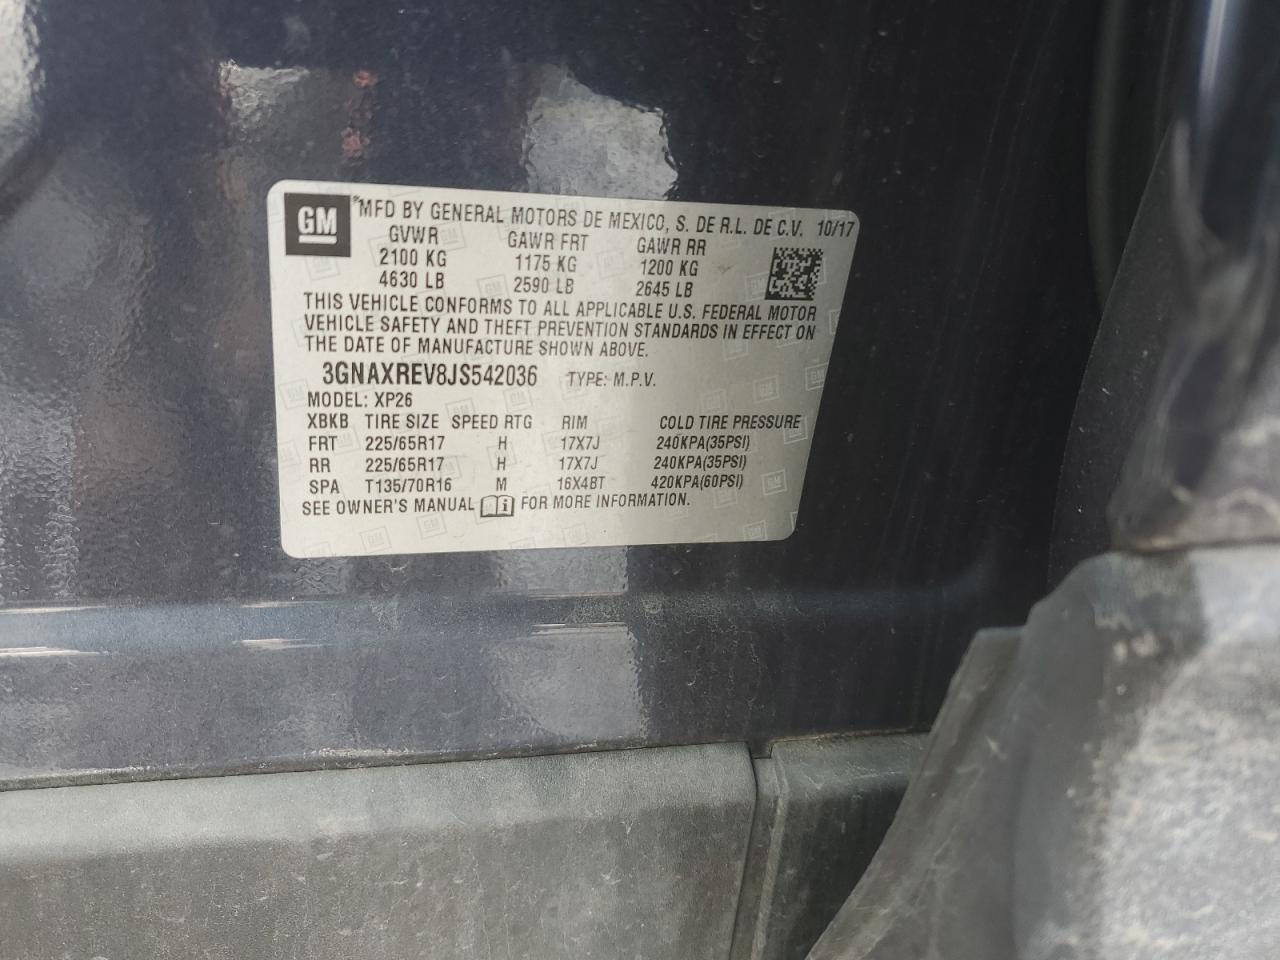 GM
MFD BY GENERAL MOTORS DE MEXICO, S. DE R.L. DE C.V. 10/17
GVWR GAWR FRT GAWR RR
2100 KG 1175 KG 1200 KG
4630 LB 2590 LB 2645 LB
THIS VEHICLE CONFORMS TO ALL APPLICABLE U.S. FEDERAL MOTOR
VEHICLE SAFETY AND THEFT PREVENTION STANDARDS IN EFFECT ON
THE DATE OF MANUFACTURE SHOWN ABOVE.
3GNAXREV8JS542036 TYPE: M.P.V.
MODEL: XP26
XBKB TIRE SIZE SPEED RTG RIM COLD TIRE PRESSURE
FRT 225/65R17 H 17X7J 240KPA(35PSI)
RR 225/65R17 H 17X7J 240KPA(35PSI)
SPA T135/70R16 M 16X4BT 420KPA(60PSI)
SEE OWNER'S MANUAL FOR MORE INFORMATION.